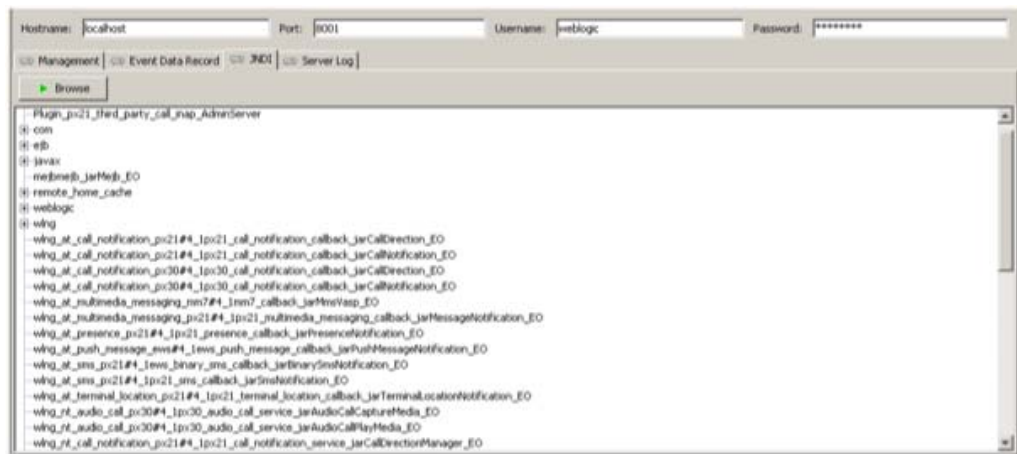 Hostname: localhost Port: 8001 Username: weblogic Password: ********
Management Event Data Record JNDI Server Log
Browse
Plugin_px21_third_party_call_inap_AdminServer
com
ejb
javax
mejbmejb_jarMejb_EO
remote_home_cache
weblogic
wlng
wlng_at_call_notification_px21#4_1px21_call_notification_callback_jarCallDirection_EO
wlng_at_call_notification_px21#4_1px21_call_notification_callback_jarCallNotification_EO
wlng_at_call_notification_px30#4_1px30_call_notification_callback_jarCallDirection_EO
wlng_at_call_notification_px30#4_1px30_call_notification_callback_jarCallNotification_EO
wlng_at_multimedia_messaging_mm7#4_1mm7_callback_jarMmsVasp_EO
wlng_at_multimedia_messaging_px21#4_1px21_multimedia_messaging_callback_jarMessageNotification_EO
wlng_at_presence_px21#4_1px21_presence_callback_jarPresenceNotification_EO
wlng_at_push_message_ews#4_1ews_push_message_callback_jarPushMessageNotification_EO
wlng_at_sms_px21#4_1ews_binary_sms_callback_jarBinarySmsNotification_EO
wlng_at_sms_px21#4_1px21_sms_callback_jarSmsNotification_EO
wlng_at_terminal_location_px21#4_1px21_terminal_location_callback_jarTerminalLocationNotification_EO
wlng_nt_audio_call_px30#4_1px30_audio_call_service_jarAudioCallCaptureMedia_EO
wlng_nt_audio_call_px30#4_1px30_audio_call_service_jarAudioCallPlayMedia_EO
wlng_nt_call_notification_px21#4_1px21_call_notification_service_jarCallDirectionManager_EO